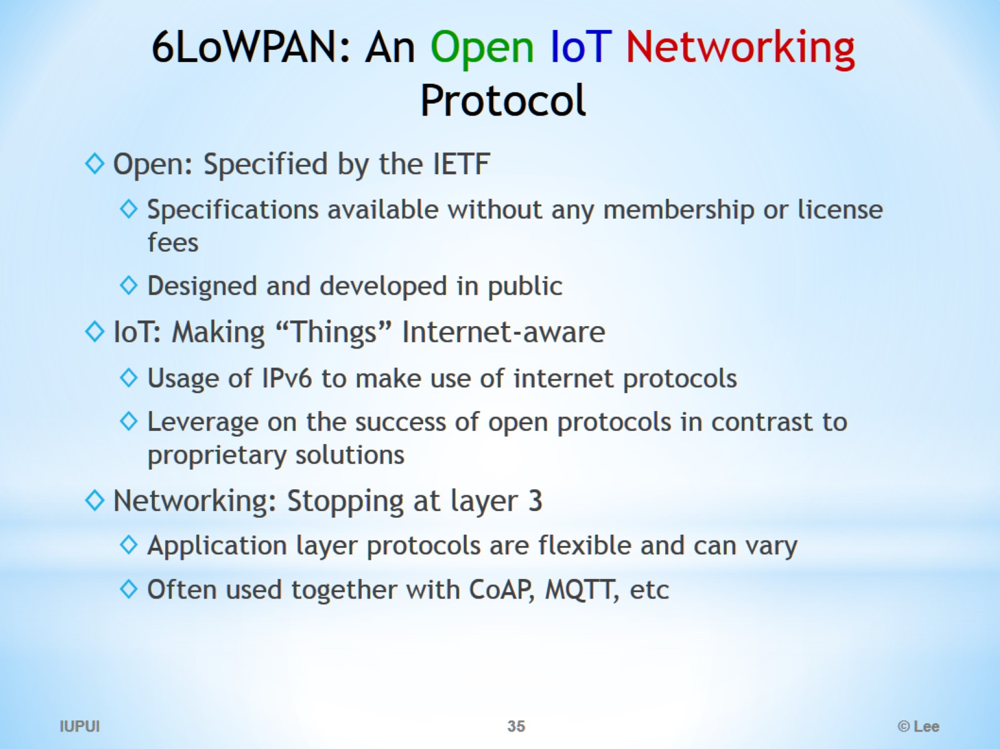 6LoWPAN: An Open IoT Networking
Protocol
Open: Specified by the IETF
Specifications available without any membership or license
fees
Designed and developed in public
IoT: Making “Things” Internet-aware
Usage of IPv6 to make use of internet protocols
Leverage on the success of open protocols in contrast to
proprietary solutions
Networking: Stopping at layer 3
Application layer protocols are flexible and can vary
Often used together with CoAP, MQTT, etc
IUPUI 35 © Lee